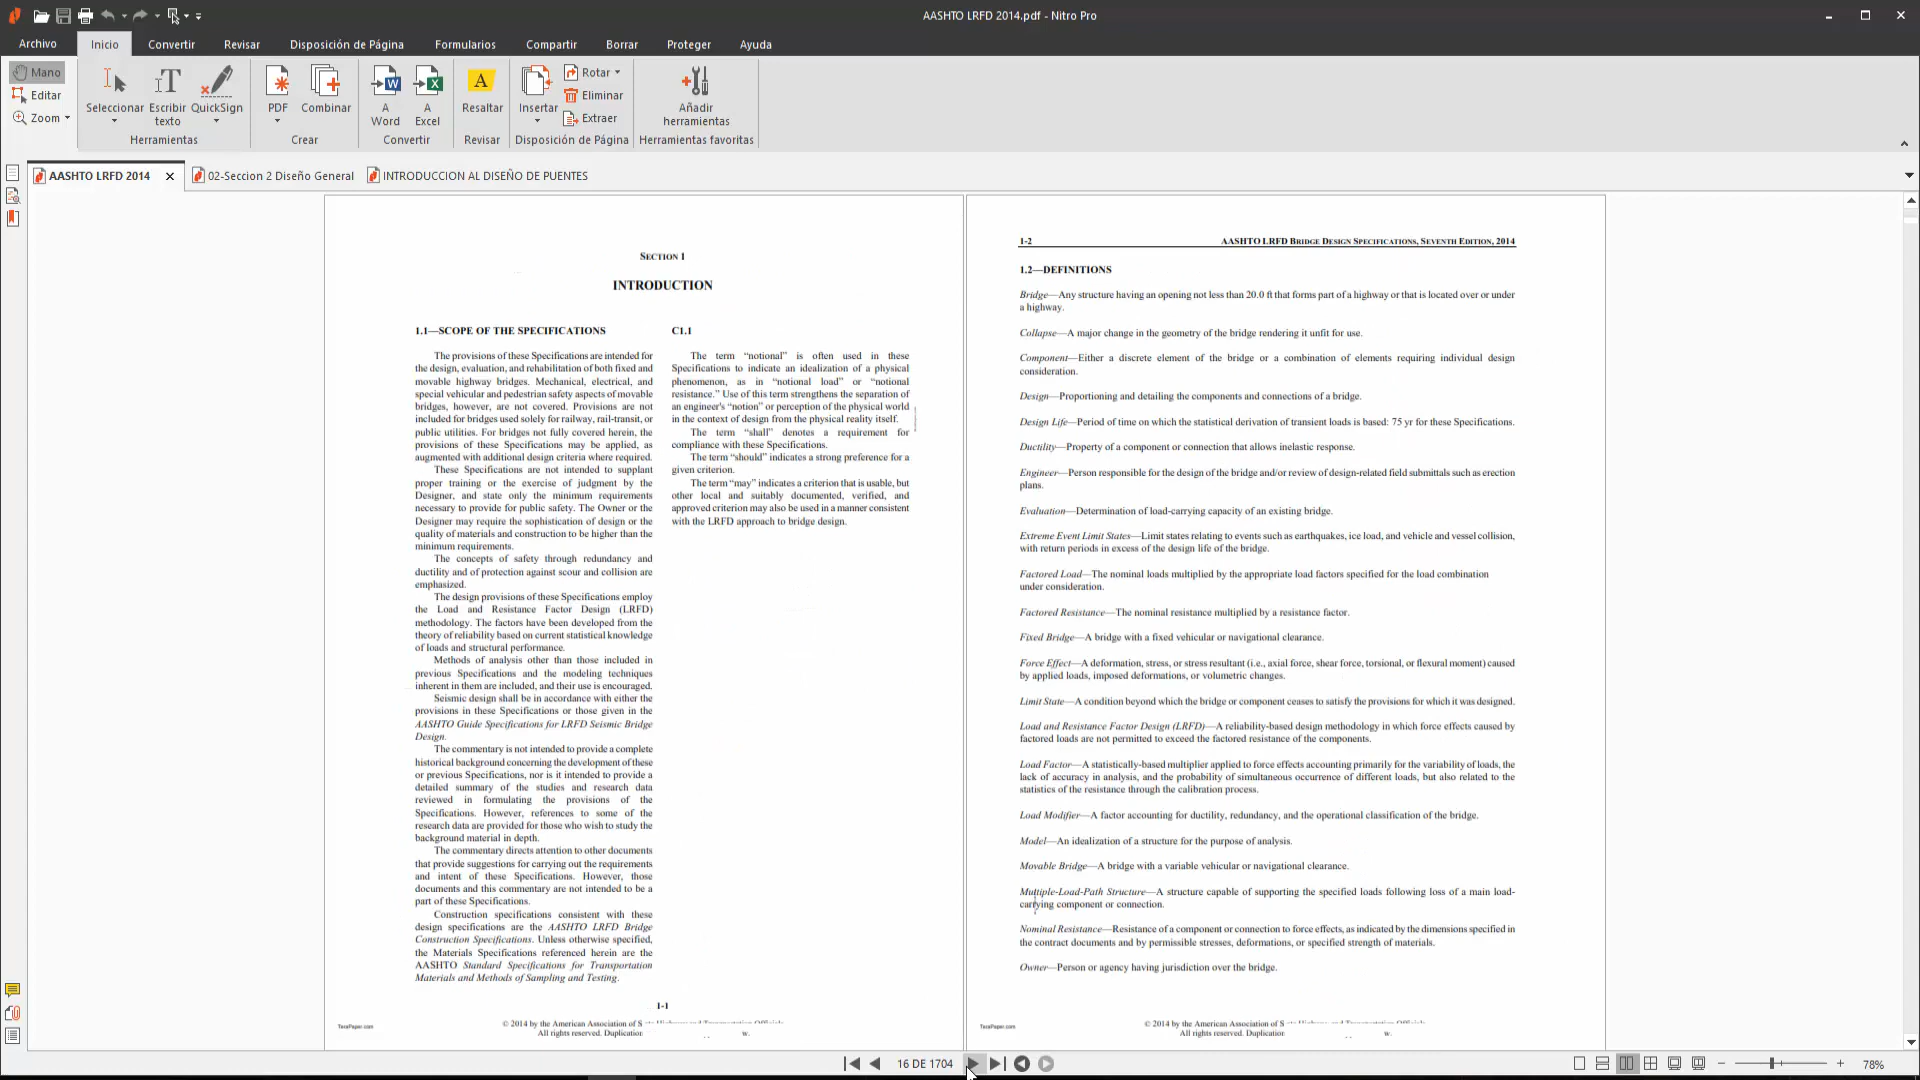 AASHTO LRFD 2014.pdf - Nitro Pro
Archivo Inicio Convertir Revisar Disposición de Página Formularios Compartir Borrar Proteger Ayuda
Mano
Editar
Zoom
Seleccionar
Escribir
texto
QuickSign
Herramientas
PDF
Combinar
Crear
A
Word
A
Excel
Convertir
Resaltar
Revisar
Insertar
Rotar
Eliminar
Extraer
Disposición de Página
Añadir
herramientas
Herramientas favoritas
AASHTO LRFD 2014 02-Seccion 2 Diseño General INTRODUCCION AL DISEÑO DE PUENTES
SECTION 1
INTRODUCTION
1.1—SCOPE OF THE SPECIFICATIONS
The provisions of these Specifications are intended for
the design, evaluation, and rehabilitation of both fixed and
movable highway bridges. Mechanical, electrical, and
special vehicular and pedestrian safety aspects of movable
bridges, however, are not covered. Provisions are not
included for bridges used solely for railway, rail-transit, or
public utilities. For bridges not fully covered herein, the
provisions of these Specifications may be applied, as
augmented with additional design criteria where required.
These Specifications are not intended to supplant
proper training or the exercise of judgment by the
Designer, and state only the minimum requirements
necessary to provide for public safety. The Owner or the
Designer may require the sophistication of design or the
quality of materials and construction to be higher than the
minimum requirements.
The concepts of safety through redundancy and
ductility and of protection against scour and collision are
emphasized.
The design provisions of these Specifications employ
the Load and Resistance Factor Design (LRFD)
methodology. The factors have been developed from the
theory of reliability based on current statistical knowledge
of loads and structural performance.
Methods of analysis other than those included in
previous Specifications and the modeling techniques
inherent in them are included, and their use is encouraged.
Seismic design shall be in accordance with either the
provisions in these Specifications or those given in the
AASHTO Guide Specifications for LRFD Seismic Bridge
Design.
The commentary is not intended to provide a complete
historical background concerning the development of these
or previous Specifications, nor is it intended to provide a
detailed summary of the studies and research data
reviewed in formulating the provisions of the
Specifications. However, references to some of the
research data are provided for those who wish to study the
background material in depth.
The commentary directs attention to other documents
that provide suggestions for carrying out the requirements
and intent of these Specifications. However, those
documents and this commentary are not intended to be a
part of these Specifications.
Construction specifications consistent with these
design specifications are the AASHTO LRFD Bridge
Construction Specifications. Unless otherwise specified,
the Materials Specifications referenced herein are the
AASHTO Standard Specifications for Transportation
Materials and Methods of Sampling and Testing.
C1.1
The term “notional” is often used in these
Specifications to indicate an idealization of a physical
phenomenon, as in “notional load” or “notional
resistance.” Use of this term strengthens the separation of
an engineer's “notion” or perception of the physical world
in the context of design from the physical reality itself.
The term “shall” denotes a requirement for
compliance with these Specifications.
The term “should” indicates a strong preference for a
given criterion.
The term “may” indicates a criterion that is usable, but
other local and suitably documented, verified, and
approved criterion may also be used in a manner consistent
with the LRFD approach to bridge design.
1-1
TeraPaper.com
© 2014 by the American Association of
All rights reserved. Duplication
1-2 AASHTO LRFD BRIDGE DESIGN SPECIFICATIONS, SEVENTH EDITION, 2014
1.2—DEFINITIONS
Bridge—Any structure having an opening not less than 20.0 ft that forms part of a highway or that is located over or under
a highway.
Collapse—A major change in the geometry of the bridge rendering it unfit for use.
Component—Either a discrete element of the bridge or a combination of elements requiring individual design
consideration.
Design—Proportioning and detailing the components and connections of a bridge.
Design Life—Period of time on which the statistical derivation of transient loads is based: 75 yr for these Specifications.
Ductility—Property of a component or connection that allows inelastic response.
Engineer—Person responsible for the design of the bridge and/or review of design-related field submittals such as erection
plans.
Evaluation—Determination of load-carrying capacity of an existing bridge.
Extreme Event Limit States—Limit states relating to events such as earthquakes, ice load, and vehicle and vessel collision,
with return periods in excess of the design life of the bridge.
Factored Load—The nominal loads multiplied by the appropriate load factors specified for the load combination
under consideration.
Factored Resistance—The nominal resistance multiplied by a resistance factor.
Fixed Bridge—A bridge with a fixed vehicular or navigational clearance.
Force Effect—A deformation, stress, or stress resultant (i.e., axial force, shear force, torsional, or flexural moment) caused
by applied loads, imposed deformations, or volumetric changes.
Limit State—A condition beyond which the bridge or component ceases to satisfy the provisions for which it was designed.
Load and Resistance Factor Design (LRFD)—A reliability-based design methodology in which force effects caused by
factored loads are not permitted to exceed the factored resistance of the components.
Load Factor—A statistically-based multiplier applied to force effects accounting primarily for the variability of loads, the
lack of accuracy in analysis, and the probability of simultaneous occurrence of different loads, but also related to the
statistics of the resistance through the calibration process.
Load Modifier—A factor accounting for ductility, redundancy, and the operational classification of the bridge.
Model—An idealization of a structure for the purpose of analysis.
Movable Bridge—A bridge with a variable vehicular or navigational clearance.
Multiple-Load-Path Structure—A structure capable of supporting the specified loads following loss of a main load-
carrying component or connection.
Nominal Resistance—Resistance of a component or connection to force effects, as indicated by the dimensions specified in
the contract documents and by permissible stresses, deformations, or specified strength of materials.
Owner—Person or agency having jurisdiction over the bridge.
TeraPaper.com
© 2014 by the American Association of
All rights reserved. Duplication
16 DE 1704
78%